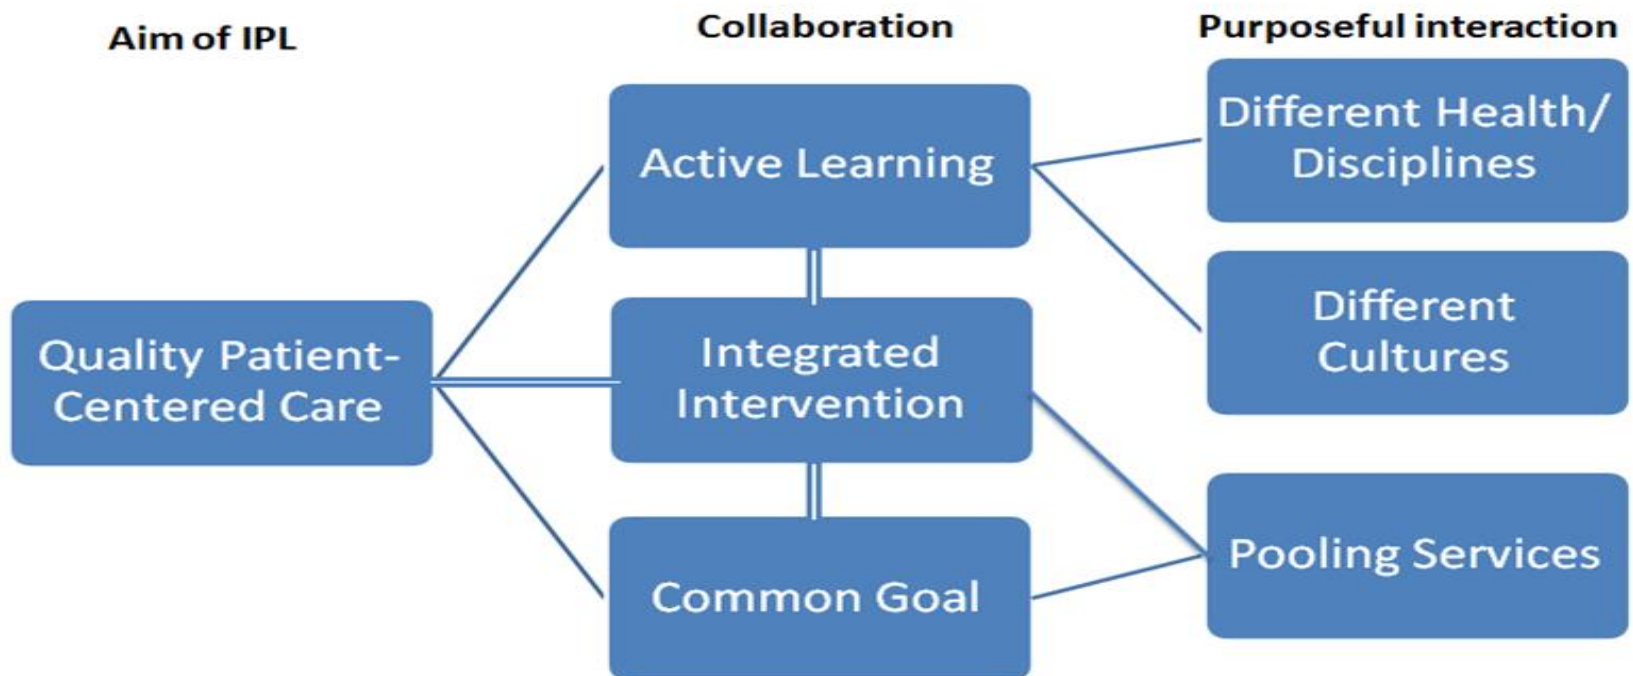 Aim of IPL
Collaboration
Purposeful interaction
Quality Patient-
Centered Care
Active Learning
Integrated
Intervention
Common Goal
Different Health/
Disciplines
Different
Cultures
Pooling Services